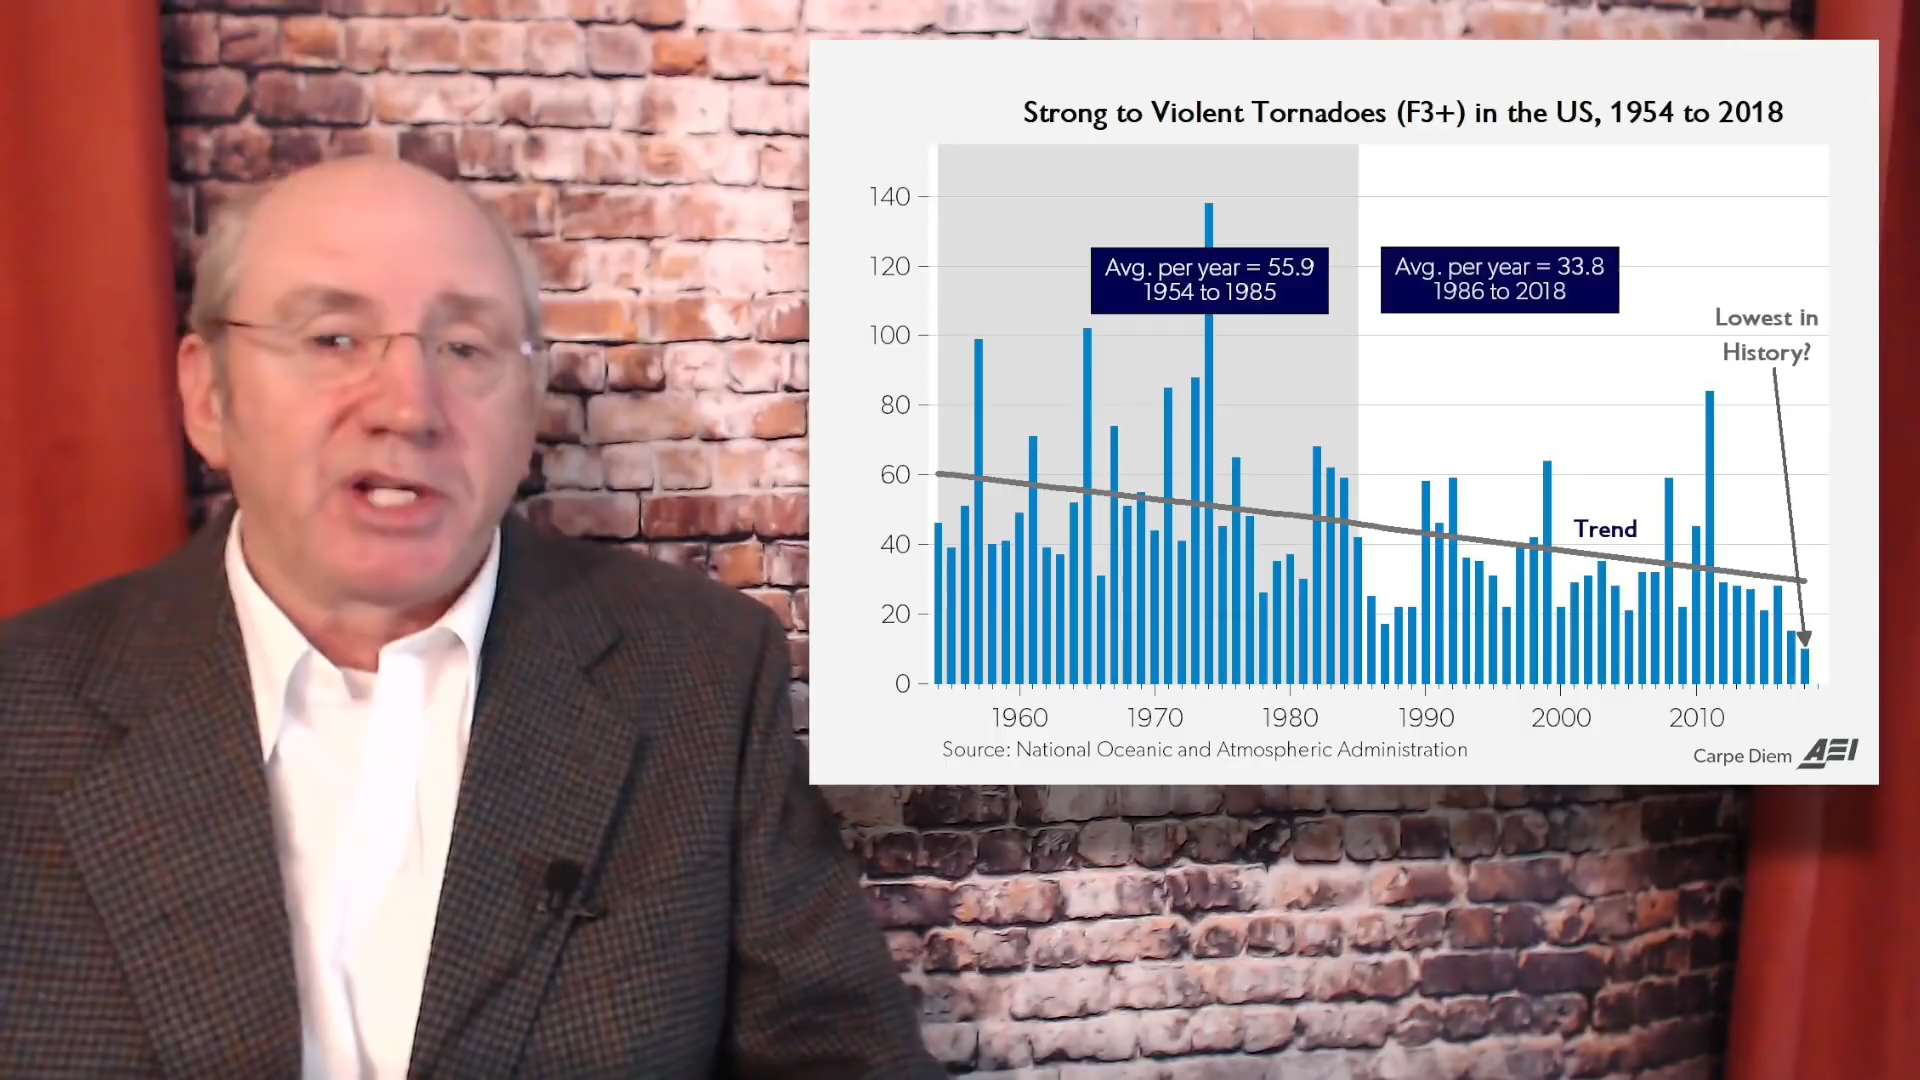 Strong to Violent Tornadoes (F3+) in the US, 1954 to 2018
140
120
100
80
60
40
20
0
Avg. per year = 55.9
1954 to 1985
Avg. per year = 33.8
1986 to 2018
Lowest in
History?
Trend
1960 1970 1980 1990 2000 2010
Source: National Oceanic and Atmospheric Administration
Carpe Diem AEI